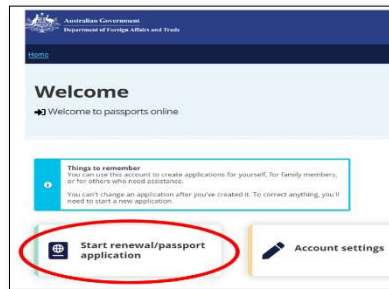 Australian Government
Department of Foreign Affairs and Trade
Home
Welcome
Welcome to passports online
Things to remember
You can use this account to create applications for yourself, for family members,
or for others who need assistance.
You can't change an application after you've created it. To correct anything, you'll
need to start a new application.
Start renewal/passport
application
Account settings